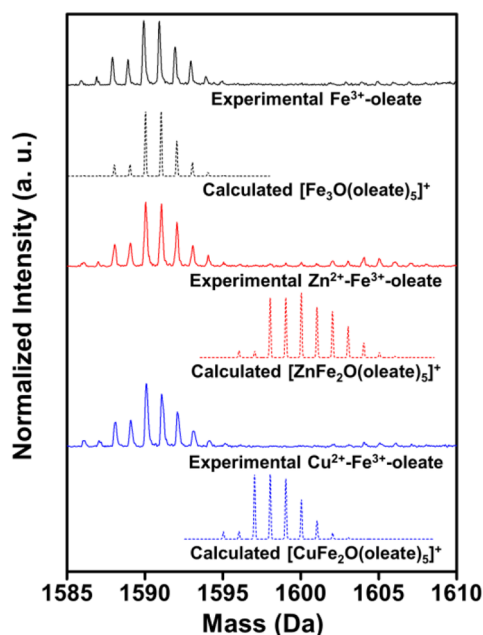 Normalized Intensity (a. u.)
Experimental Fe³⁺-oleate
Calculated [Fe₃O(oleate)₅]⁺
Experimental Zn²⁺-Fe³⁺-oleate
Calculated [ZnFe₂O(oleate)₅]⁺
Experimental Cu²⁺-Fe³⁺-oleate
Calculated [CuFe₂O(oleate)₅]⁺
1585 1590 1595 1600 1605 1610
Mass (Da)